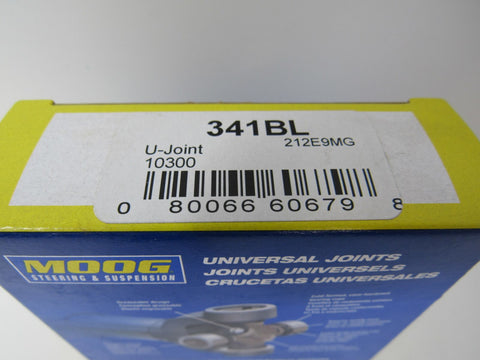 341BL
212E9MG
U-Joint
10300
0 80066 60679 8
MOOG
STEERING & SUSPENSION
UNIVERSAL JOINTS
JOINTS UNIVERSELS
CRUCETAS UNIVERSALES